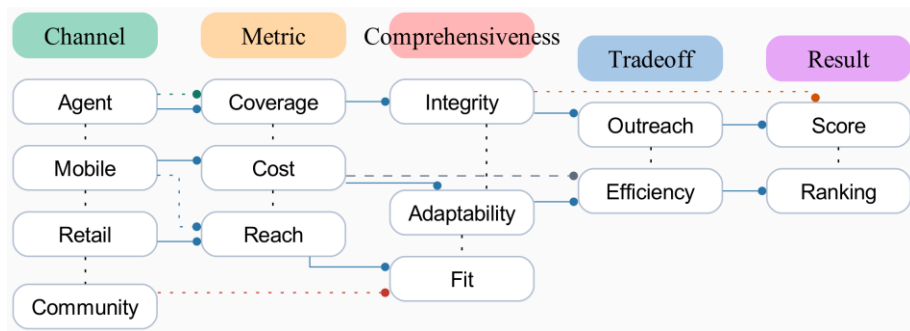 Channel
Metric
Comprehensiveness
Tradeoff
Result
Agent
Coverage
Integrity
Outreach
Score
Mobile
Cost
Efficiency
Ranking
Adaptability
Retail
Reach
Fit
Community